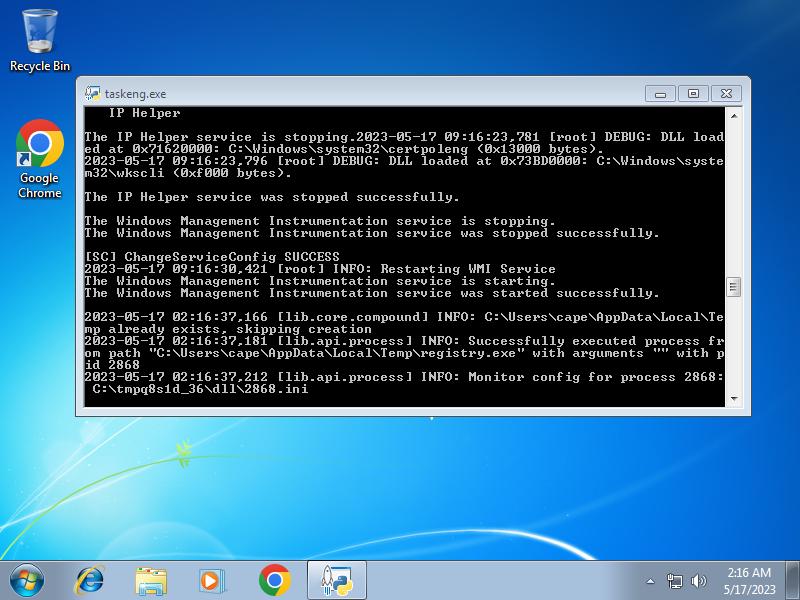 Recycle Bin
Google
Chrome
taskeng.exe
IP Helper
The IP Helper service is stopping.2023-05-17 09:16:23,781 [root] DEBUG: DLL load
ed at 0x71620000: C:\Windows\system32\certpoleng (0x13000 bytes).
2023-05-17 09:16:23,796 [root] DEBUG: DLL loaded at 0x73BD0000: C:\Windows\syste
m32\wkscli (0xf000 bytes).
The IP Helper service was stopped successfully.
The Windows Management Instrumentation service is stopping.
The Windows Management Instrumentation service was stopped successfully.
[SC] ChangeServiceConfig SUCCESS
2023-05-17 09:16:30,421 [root] INFO: Restarting WMI Service
The Windows Management Instrumentation service is starting.
The Windows Management Instrumentation service was started successfully.
2023-05-17 02:16:37,166 [lib.core.compound] INFO: C:\Users\cape\AppData\Local\Te
mp already exists, skipping creation
2023-05-17 02:16:37,181 [lib.api.process] INFO: Successfully executed process fr
om path "C:\Users\cape\AppData\Local\Temp\registry.exe" with arguments "" with p
id 2868
2023-05-17 02:16:37,212 [lib.api.process] INFO: Monitor config for process 2868:
C:\tmpq8s1d_36\dll\2868.ini
2:16 AM
5/17/2023